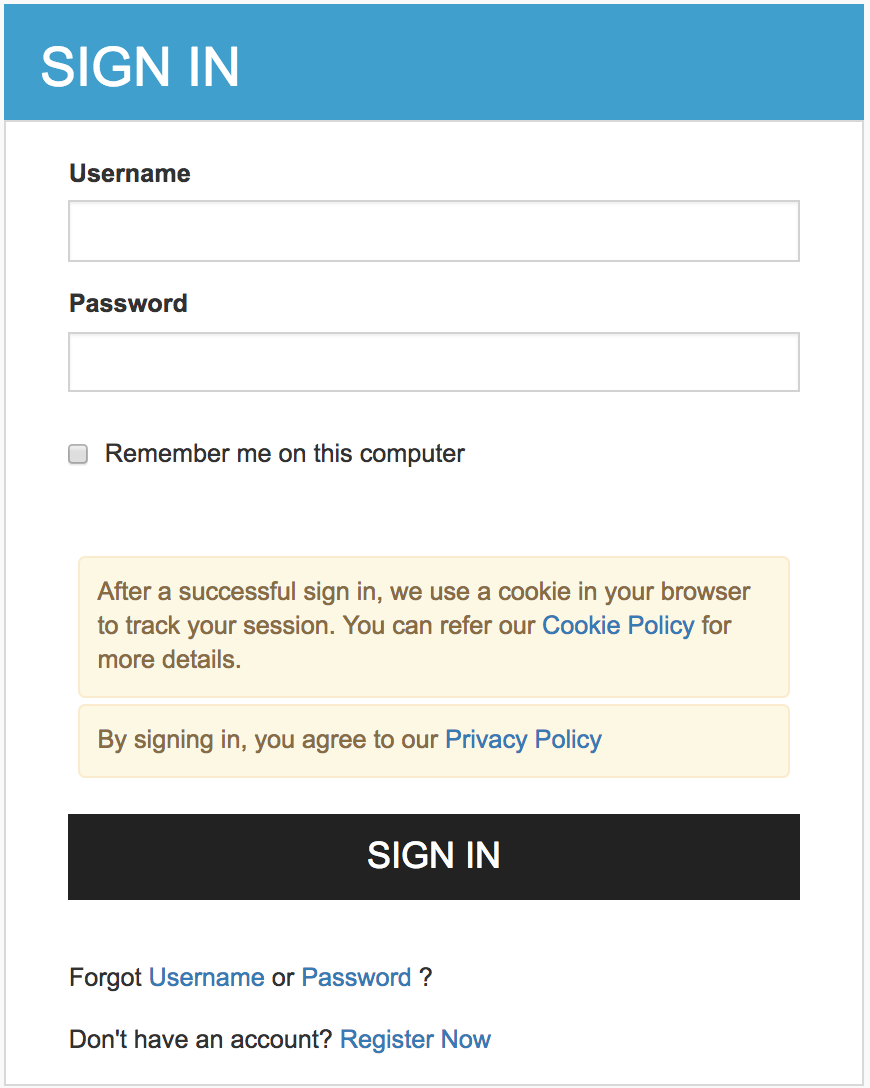 SIGN IN
Username
Password
Remember me on this computer
After a successful sign in, we use a cookie in your browser
to track your session. You can refer our Cookie Policy for
more details.
By signing in, you agree to our Privacy Policy
SIGN IN
Forgot Username or Password ?
Don't have an account? Register Now